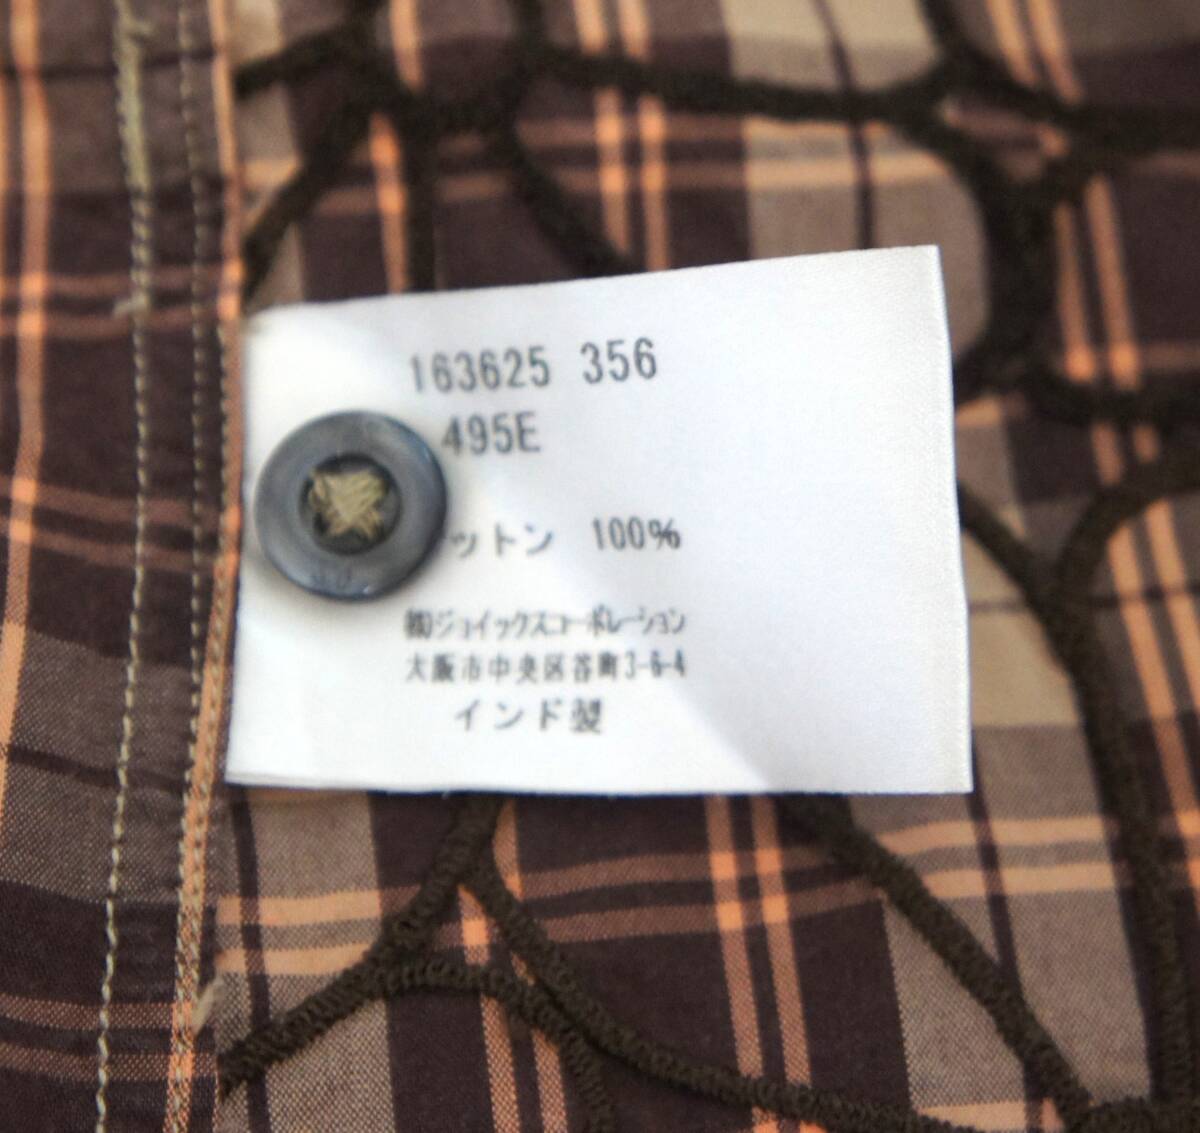 163625 356
495E
ットン 100%
㈱ジョイックスコーポレーション
大阪市中央区谷町3-6-4
インド製